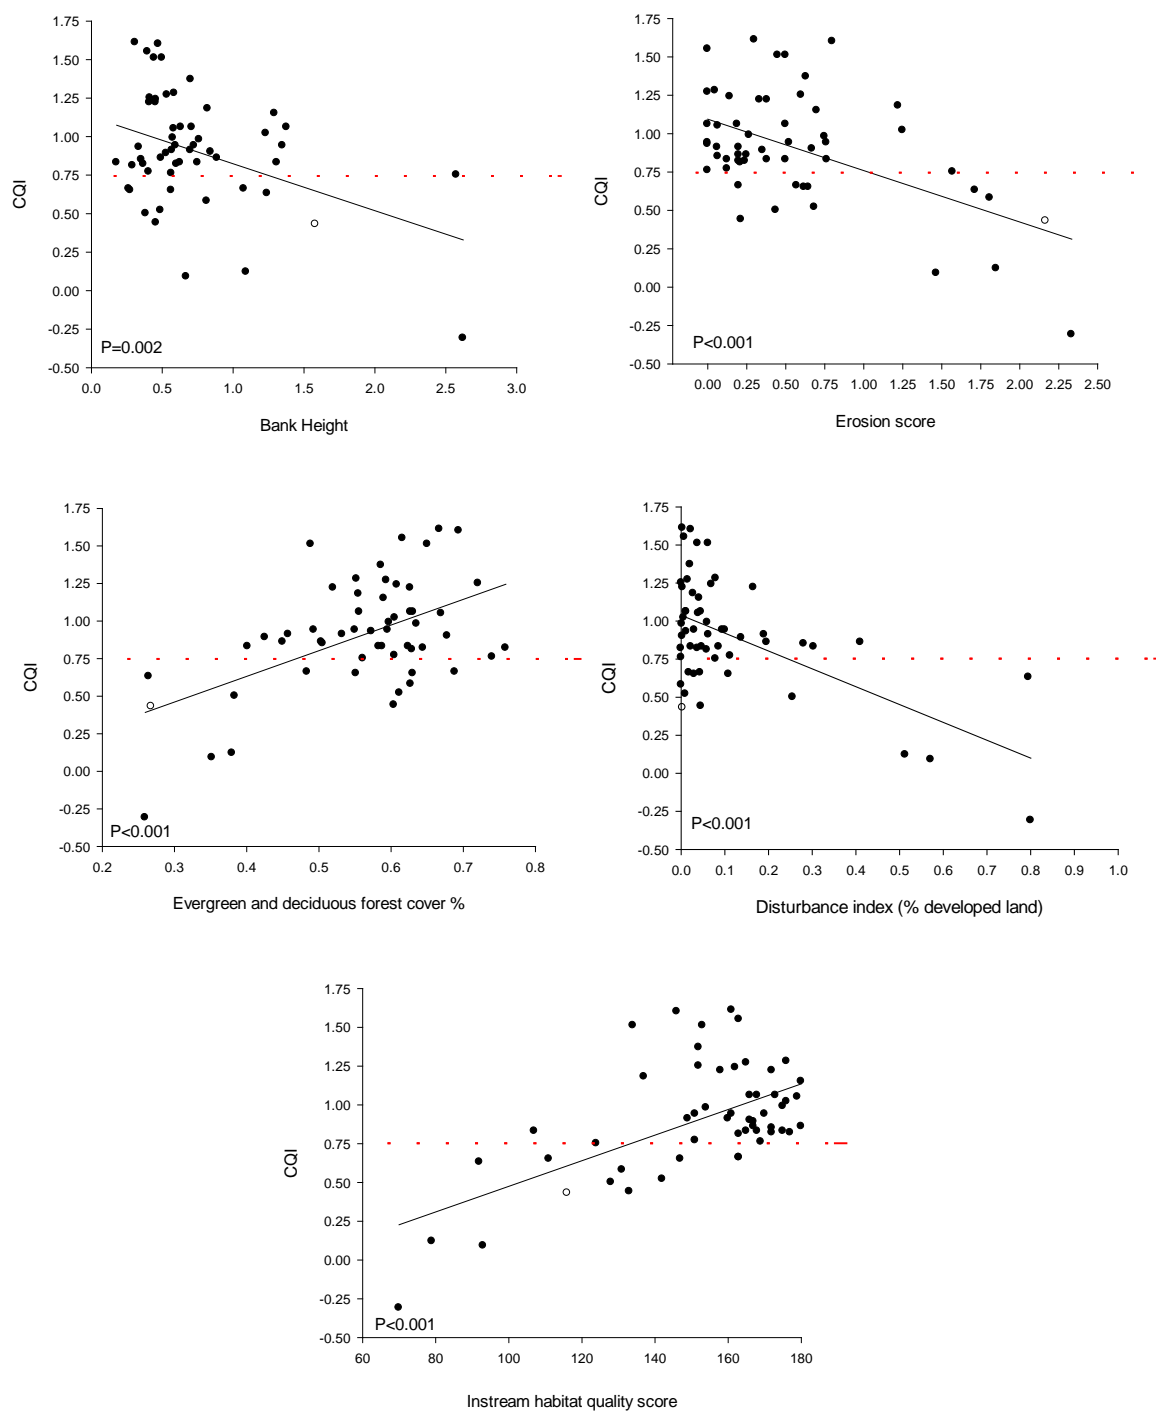 1.75
1.50
1.25
1.00
0.75
0.50
0.25
0.00
-0.25
-0.50
CQI
P=0.002
0.0 0.5 1.0 1.5 2.0 2.5 3.0
Bank Height
1.75
1.50
1.25
1.00
0.75
0.50
0.25
0.00
-0.25
-0.50
CQI
P<0.001
0.00 0.25 0.50 0.75 1.00 1.25 1.50 1.75 2.00 2.25 2.50
Erosion score
1.75
1.50
1.25
1.00
0.75
0.50
0.25
0.00
-0.25
-0.50
CQI
P<0.001
0.2 0.3 0.4 0.5 0.6 0.7 0.8
Evergreen and deciduous forest cover %
1.75
1.50
1.25
1.00
0.75
0.50
0.25
0.00
-0.25
-0.50
CQI
P<0.001
0.0 0.1 0.2 0.3 0.4 0.5 0.6 0.7 0.8 0.9 1.0
Disturbance index (% developed land)
1.75
1.50
1.25
1.00
0.75
0.50
0.25
0.00
-0.25
-0.50
CQI
P<0.001
60 80 100 120 140 160 180
Instream habitat quality score